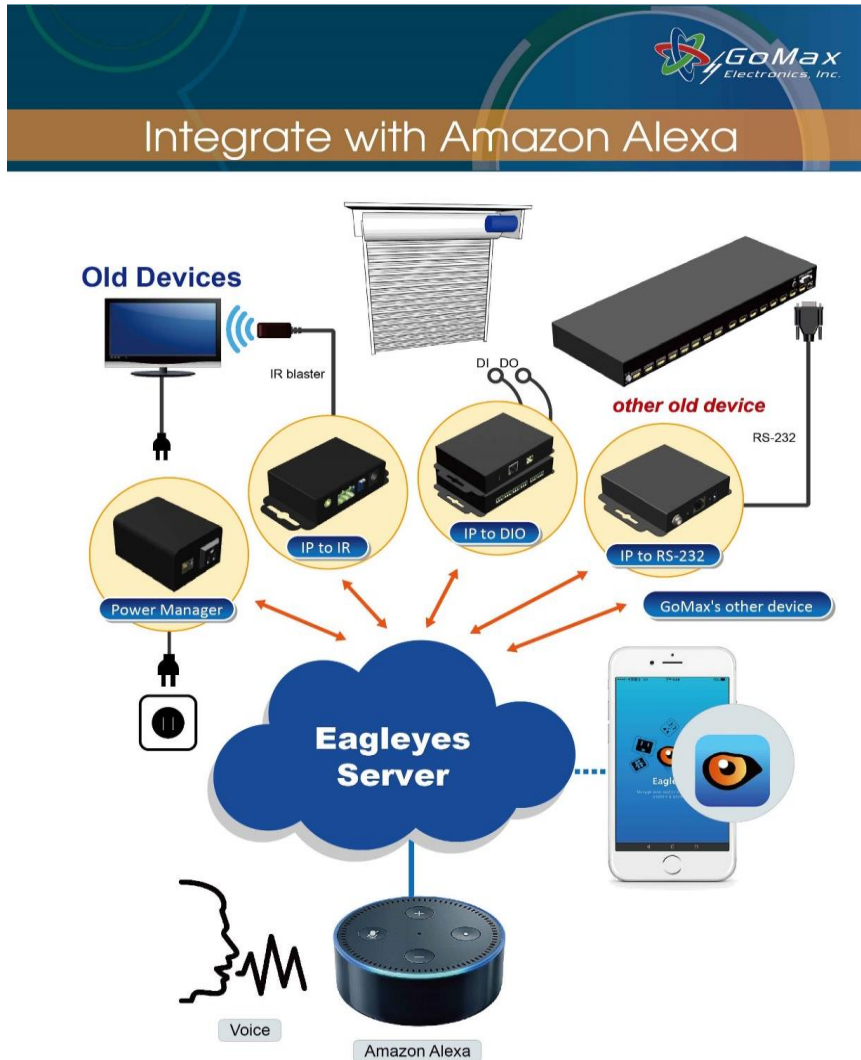 GoMax
Electronics, Inc.
Integrate with Amazon Alexa
Old Devices
IR blaster
DI DO
other old device
RS-232
IP to IR
IP to DIO
IP to RS-232
Power Manager
GoMax's other device
Eagleyes
Server
Voice
Amazon Alexa